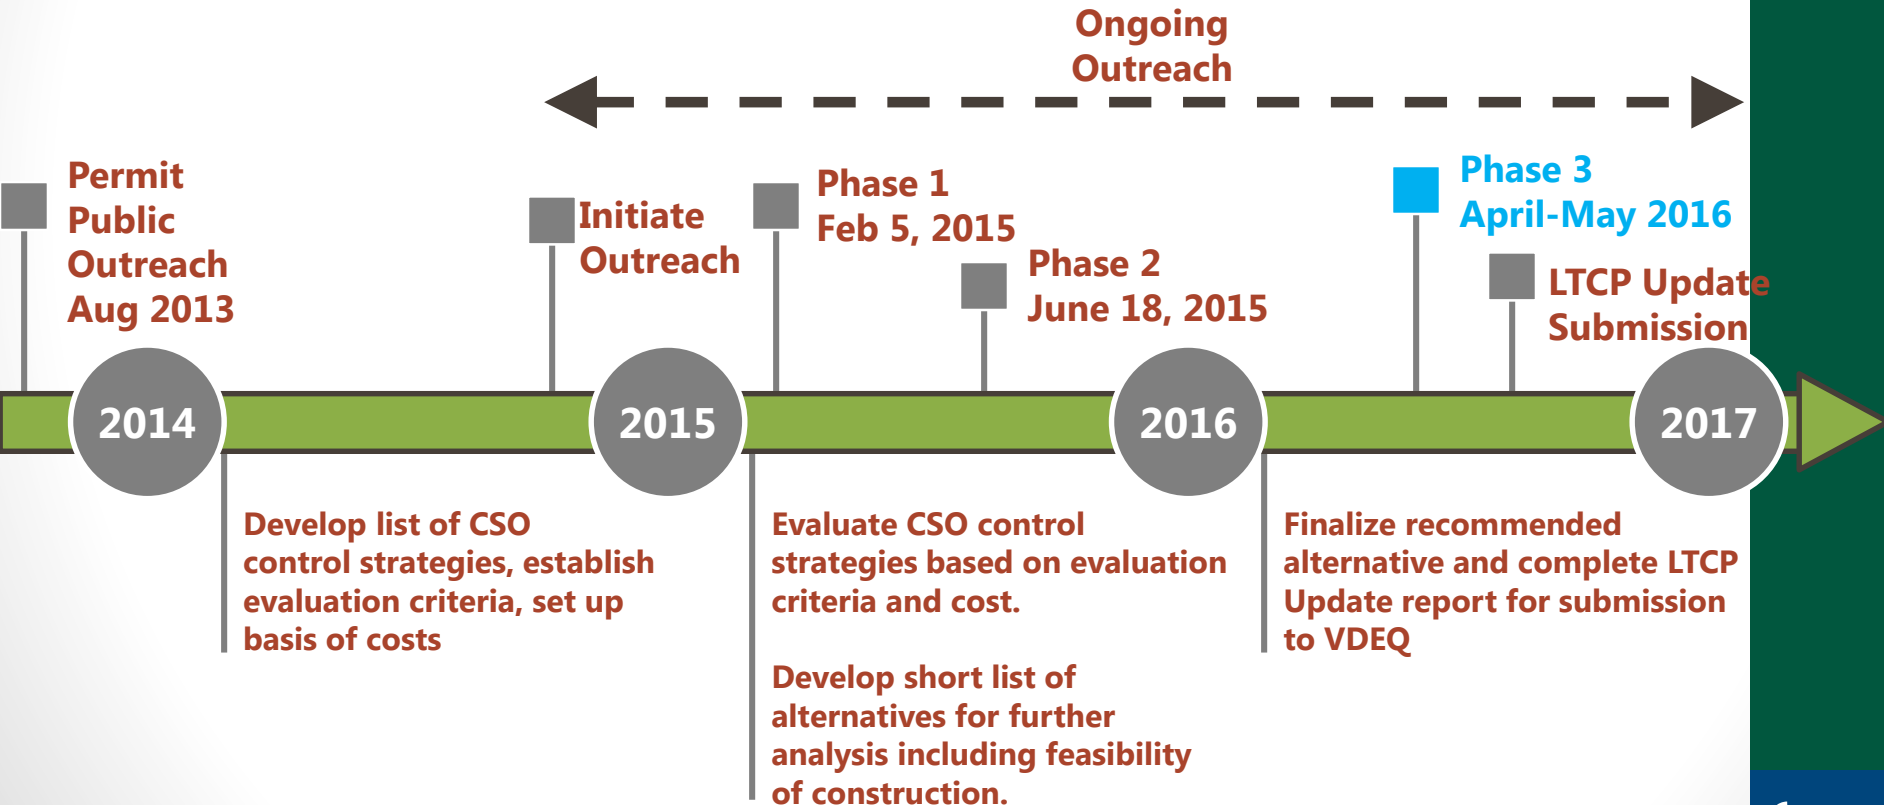 Ongoing
Outreach
Permit
Public
Outreach
Aug 2013
Initiate
Outreach
Phase 1
Feb 5, 2015
Phase 2
June 18, 2015
Phase 3
April-May 2016
LTCP Update
Submission
2014
2015
2016
2017
Develop list of CSO
control strategies, establish
evaluation criteria, set up
basis of costs
Evaluate CSO control
strategies based on evaluation
criteria and cost.
Develop short list of
alternatives for further
analysis including feasibility
of construction.
Finalize recommended
alternative and complete LTCP
Update report for submission
to VDEQ